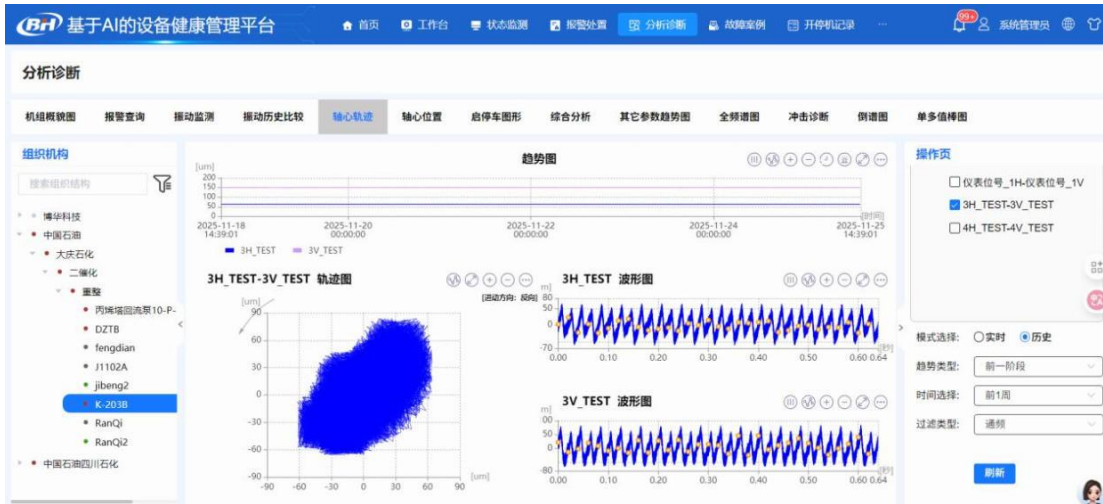 BH 基于AI的设备健康管理平台
首页 工作台 状态监测 报警处置 分析诊断 故障案例 开停机记录 ... 99+ 系统管理员
分析诊断
机组概貌图 报警查询 振动监测 振动历史比较 轴心轨迹 轴心位置 启停车图形 综合分析 其它参数趋势图 全频谱图 冲击诊断 倒谱图 单多值棒图
组织机构
搜索组织结构
博华科技
中国石油
大庆石化
二催化
重整
丙烯塔回流泵10-P-
DZTB
fengdian
J1102A
jibeng2
K-203B
RanQi
RanQi2
中国石油四川石化
趋势图
[um]
200
150
100
50
0
[时间]
2025-11-18 2025-11-20 2025-11-22 2025-11-24 2025-11-25
14:39:01 00:00:00 00:00:00 00:00:00 14:39:01
3H_TEST 3V_TEST
3H_TEST-3V_TEST 轨迹图
[进动方向: 反向]
[um]
90
60
30
0
-30
-60
-90
-90 -60 -30 0 30 60 90 [um]
3H_TEST 波形图
m]
80
50
0
-70
[秒]
0.00 0.10 0.20 0.30 0.40 0.50 0.60 0.64
3V_TEST 波形图
m]
00
50
0
-80
[秒]
0.00 0.10 0.20 0.30 0.40 0.50 0.60 0.64
操作页
仪表位号_1H-仪表位号_1V
3H_TEST-3V_TEST
4H_TEST-4V_TEST
模式选择: 实时 历史
趋势类型: 前一阶段
时间选择: 前1周
过滤类型: 通频
刷新